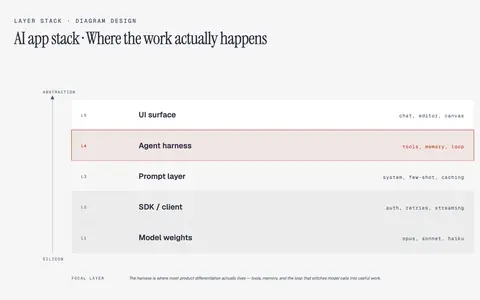 LAYER STACK · DIAGRAM DESIGN
AI app stack · Where the work actually happens
ABSTRACTION
L5 UI surface chat, editor, canvas
L4 Agent harness tools, memory, loop
L3 Prompt layer system, few-shot, caching
L2 SDK / client auth, retries, streaming
L1 Model weights opus, sonnet, haiku
SILICON
FOCAL LAYER The harness is where most product differentiation actually lives — tools, memory, and the loop that stitches model calls into useful work.